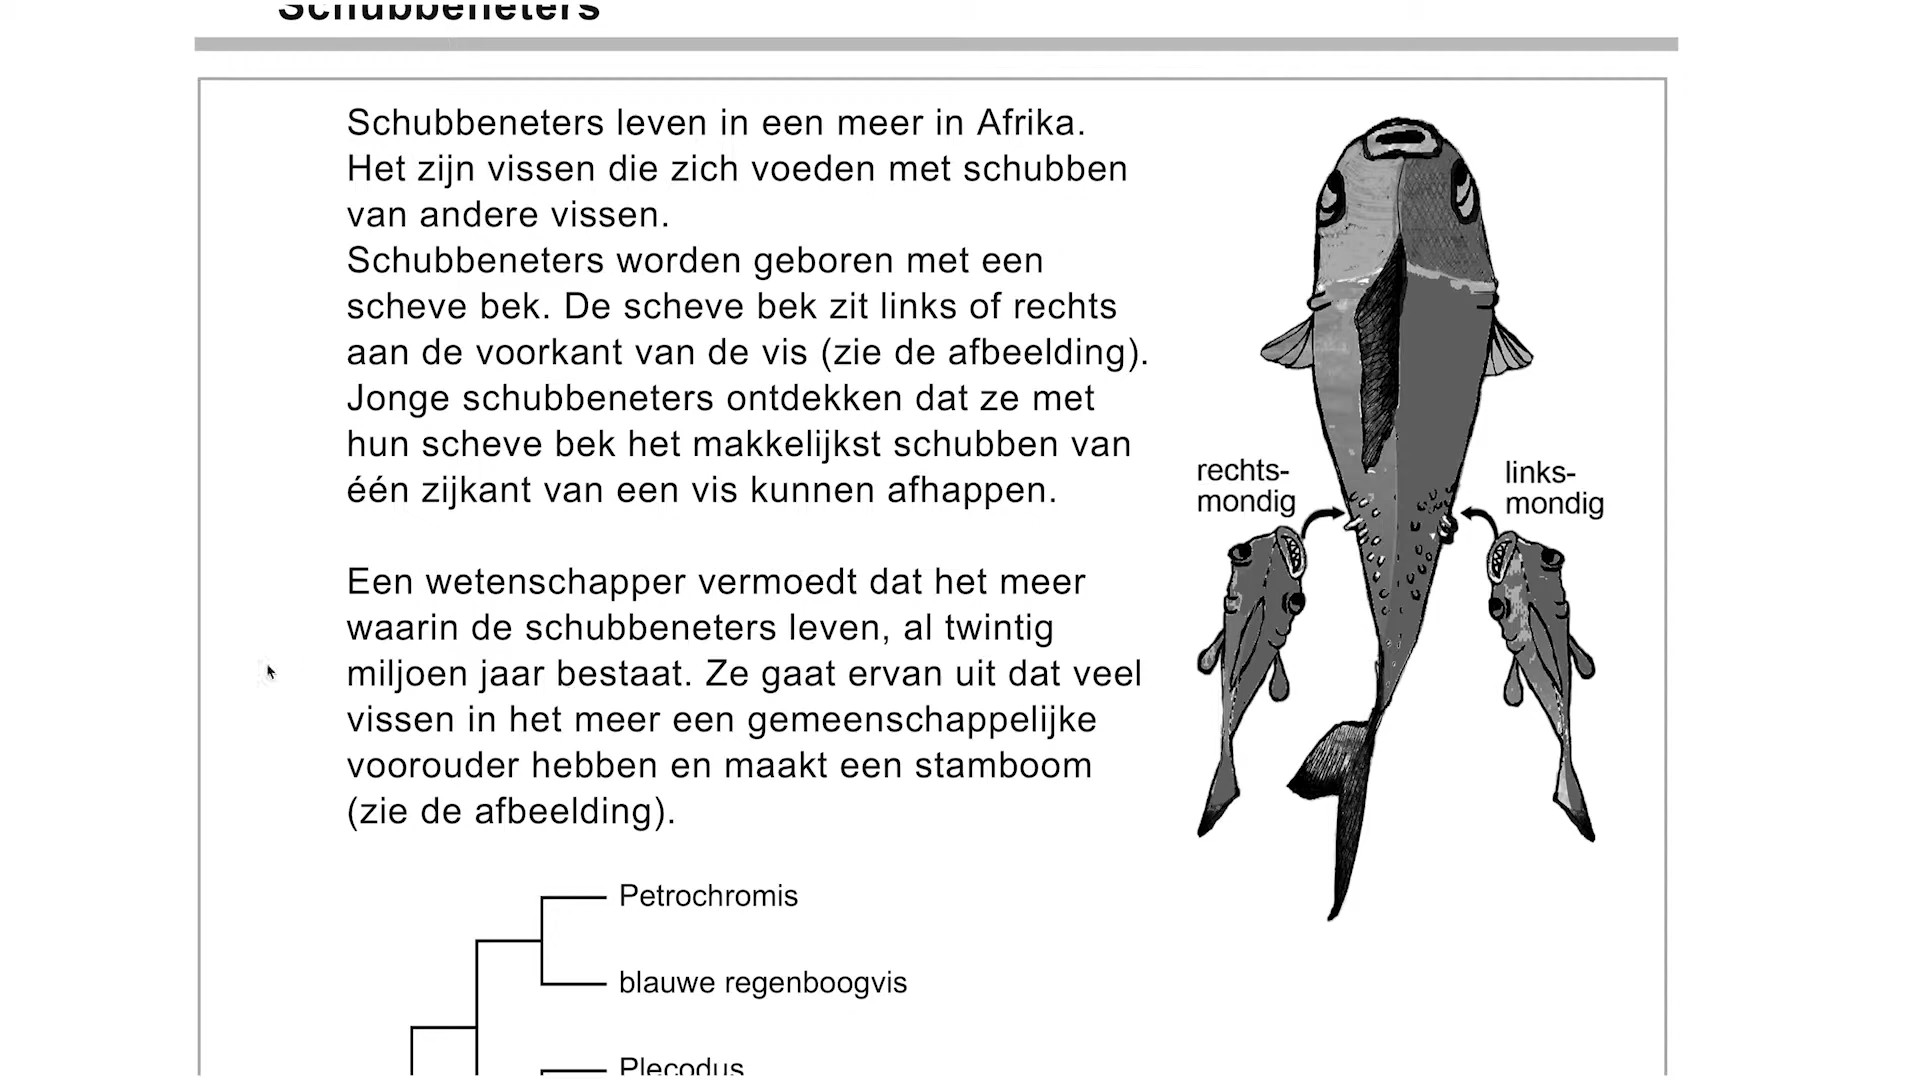 Schubbeneters
Schubbeneters leven in een meer in Afrika.
Het zijn vissen die zich voeden met schubben
van andere vissen.
Schubbeneters worden geboren met een
scheve bek. De scheve bek zit links of rechts
aan de voorkant van de vis (zie de afbeelding).
Jonge schubbeneters ontdekken dat ze met
hun scheve bek het makkelijkst schubben van
één zijkant van een vis kunnen afhappen.
Een wetenschapper vermoedt dat het meer
waarin de schubbeneters leven, al twintig
miljoen jaar bestaat. Ze gaat ervan uit dat veel
vissen in het meer een gemeenschappelijke
voorouder hebben en maakt een stamboom
(zie de afbeelding).
rechts-
mondig
links-
mondig
Petrochromis
blauwe regenboogvis
Plecodus